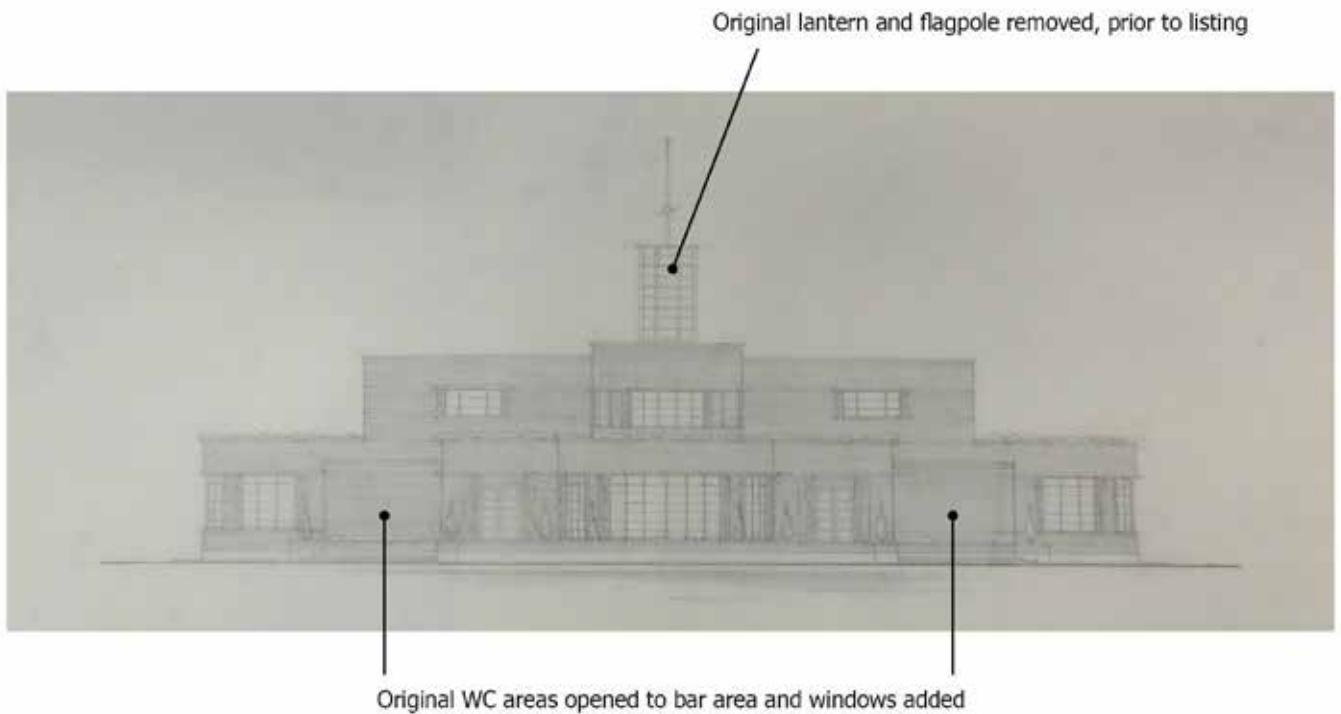 Original lantern and flagpole removed, prior to listing
Original WC areas opened to bar area and windows added